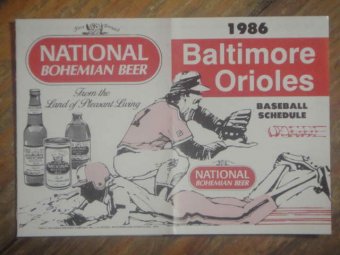 NATIONAL
BOHEMIAN BEER
From the
Land of Pleasant Living
1986
Baltimore
Orioles
BASEBALL
SCHEDULE
NATIONAL
BOHEMIAN BEER